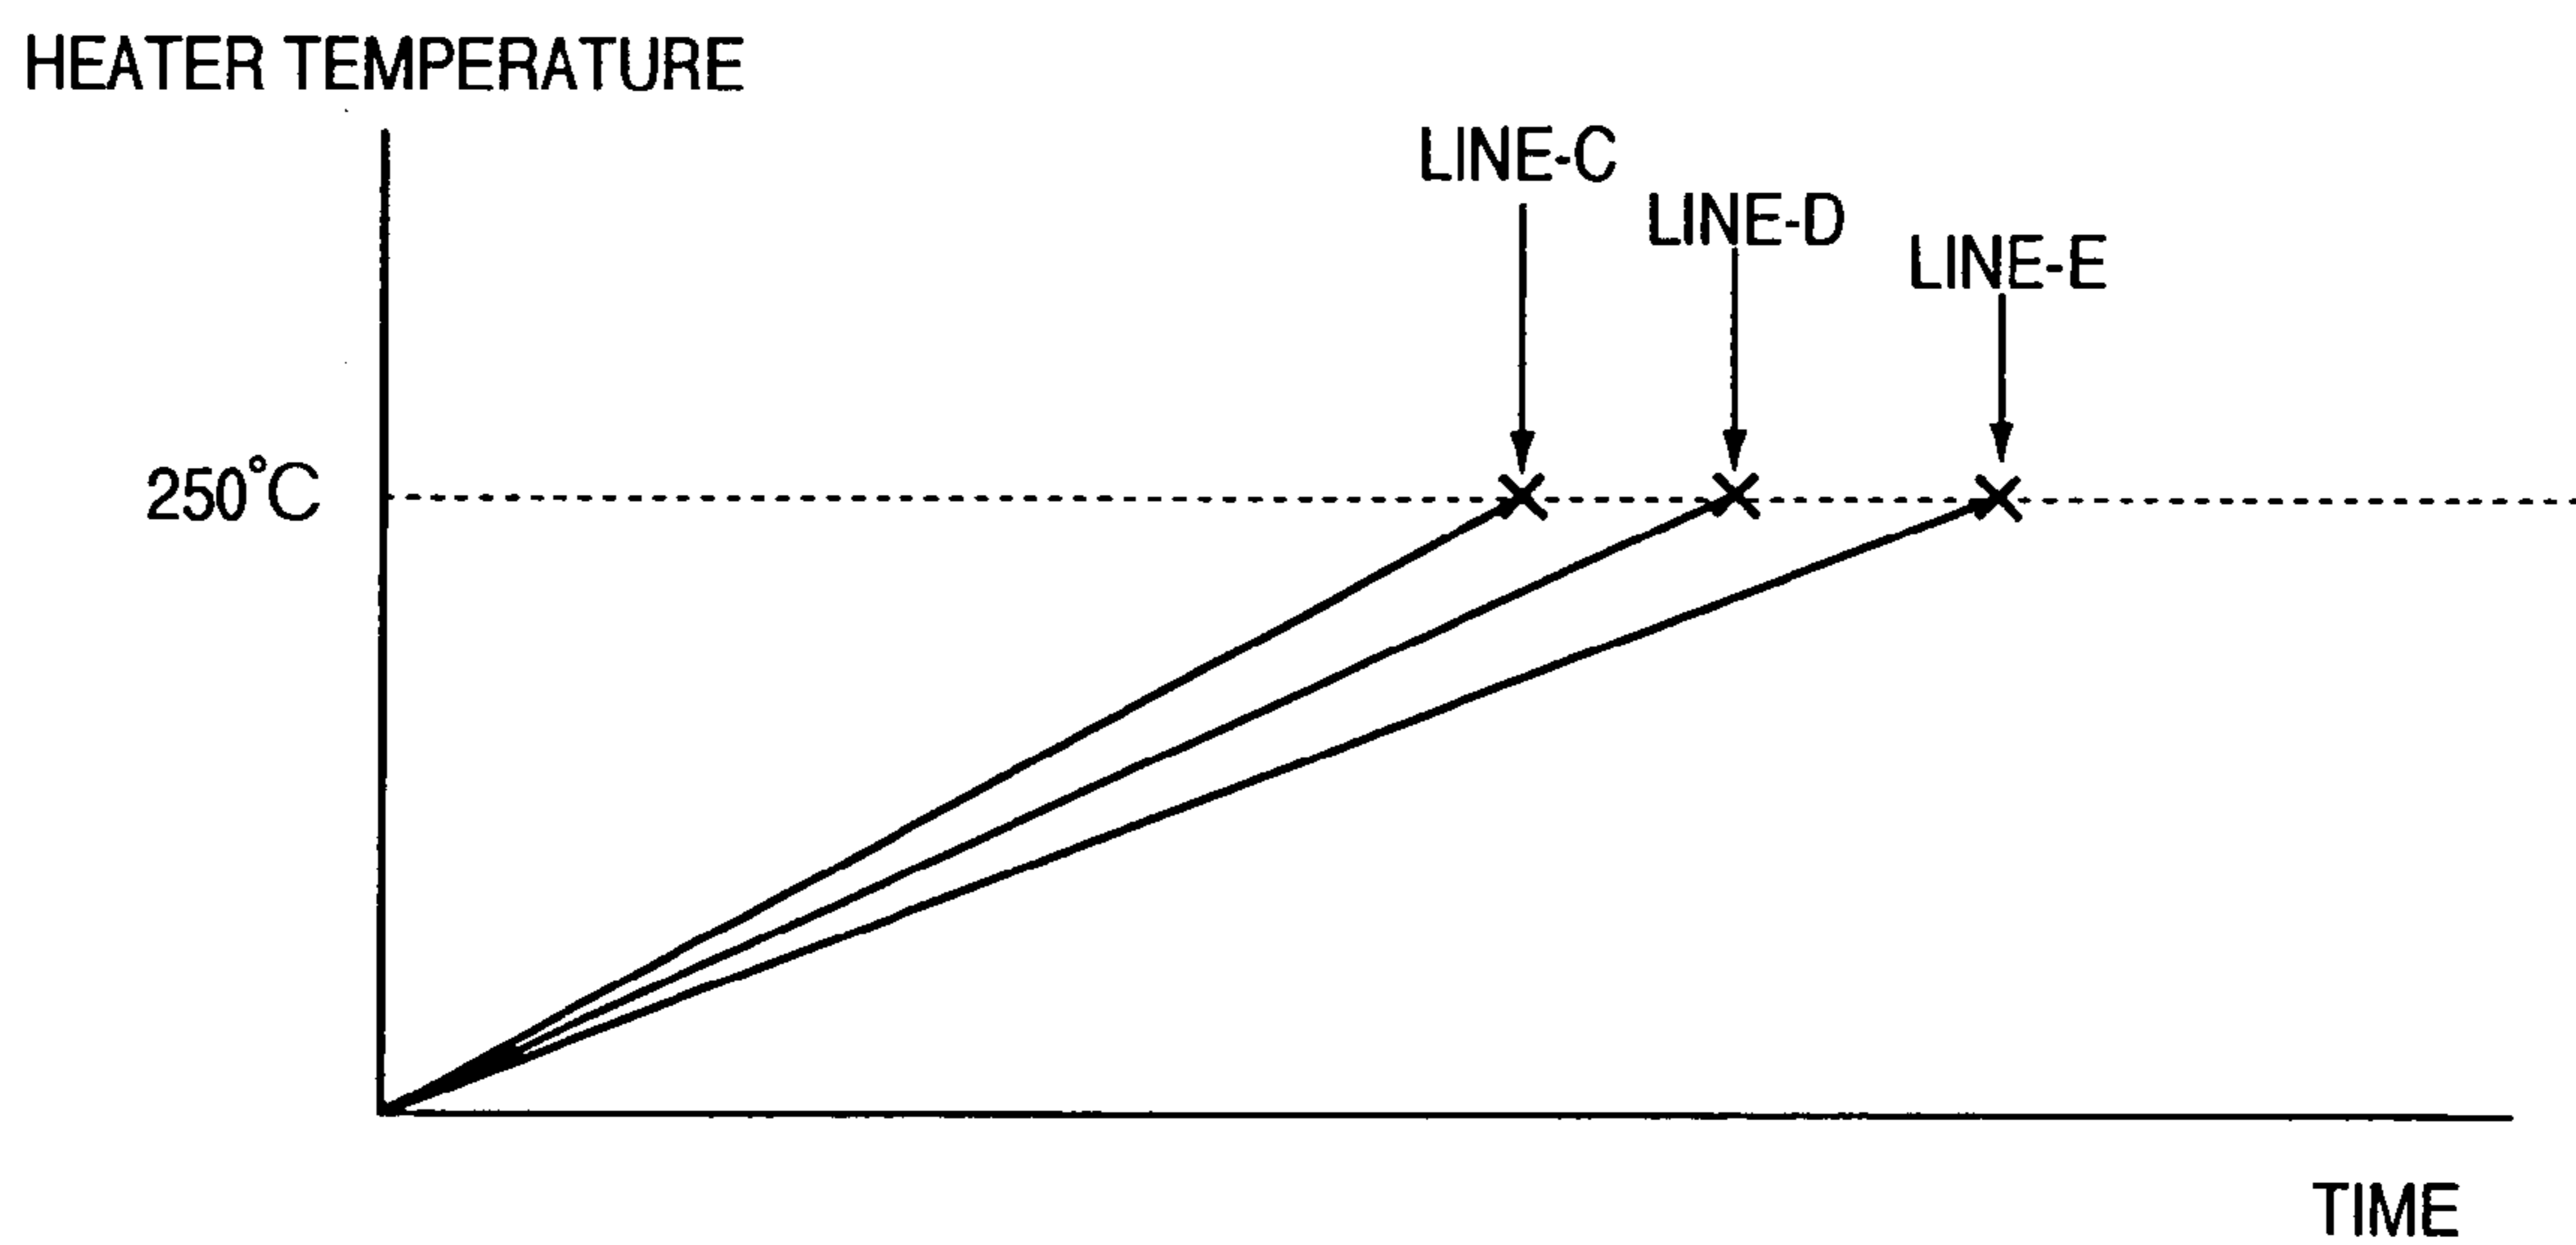 HEATER TEMPERATURE
LINE-C
LINE-D
LINE-E
250°C
TIME